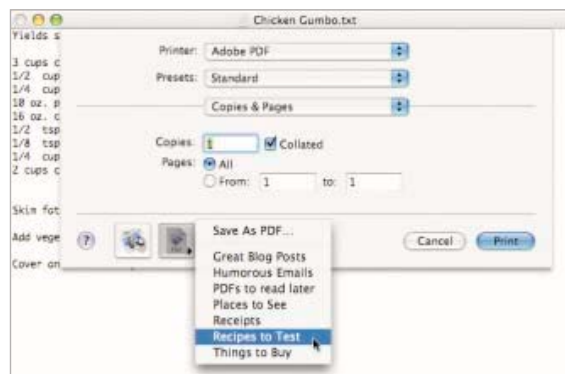 Chicken Gumbo.txt
Yields s
3 cups c
1/2 cup
1/4 cup
10 oz. p
16 oz. c
1/2 tsp
1/8 tsp
1/4 cup
2 cups c
Skim fat
Add vege
Cover an
Printer: Adobe PDF
Presets: Standard
Copies & Pages
Copies: 1 Collated
Pages: All
From: 1 to: 1
?
Cancel Print
Save As PDF...
Great Blog Posts
Humorous Emails
PDFs to read later
Places to See
Receipts
Recipes to Test
Things to Buy